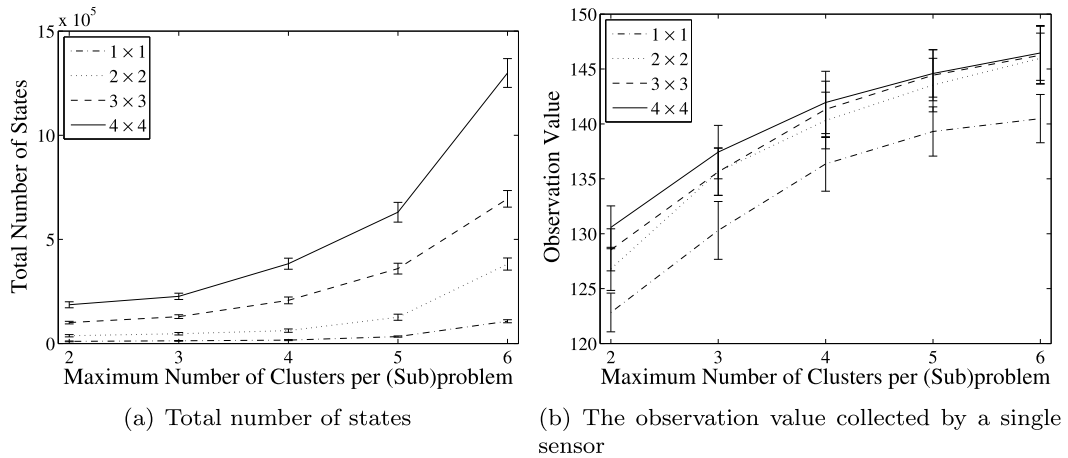 x 10^5
15
10
5
0
Total Number of States
1 × 1
2 × 2
3 × 3
4 × 4
2 3 4 5 6
Maximum Number of Clusters per (Sub)problem
(a) Total number of states
150
145
140
135
130
125
120
Observation Value
1 × 1
2 × 2
3 × 3
4 × 4
2 3 4 5 6
Maximum Number of Clusters per (Sub)problem
(b) The observation value collected by a single
sensor